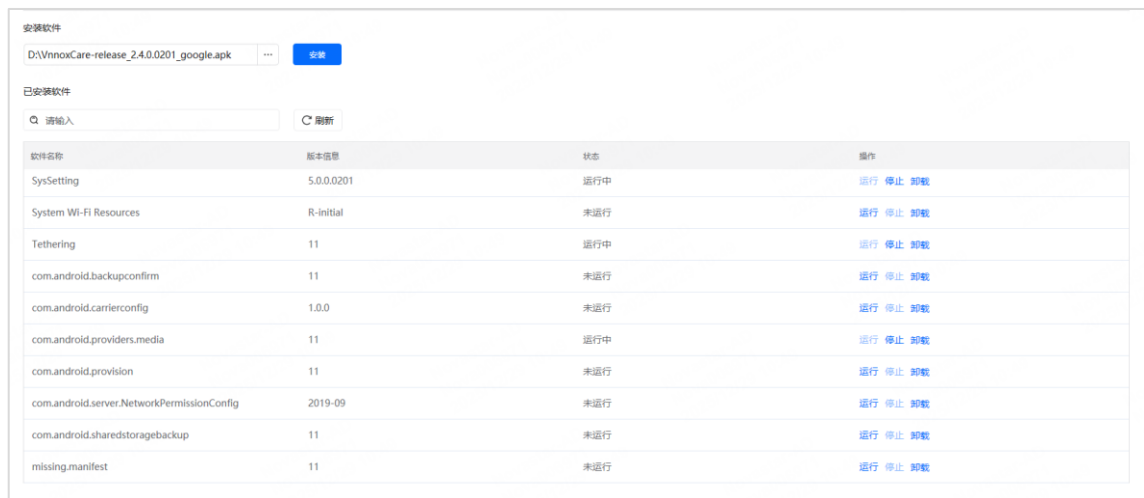 安装软件
D:\VnnoxCare-release_2.4.0.0201_google.apk ... 安装
已安装软件
请输入 刷新
软件名称 版本信息 状态 操作
SysSetting 5.0.0.0201 运行中 运行 停止 卸载
System Wi-Fi Resources R-initial 未运行 运行 停止 卸载
Tethering 11 运行中 运行 停止 卸载
com.android.backupconfirm 11 未运行 运行 停止 卸载
com.android.carrierconfig 1.0.0 未运行 运行 停止 卸载
com.android.providers.media 11 运行中 运行 停止 卸载
com.android.provision 11 未运行 运行 停止 卸载
com.android.server.NetworkPermissionConfig 2019-09 未运行 运行 停止 卸载
com.android.sharedstoragebackup 11 未运行 运行 停止 卸载
missing.manifest 11 未运行 运行 停止 卸载